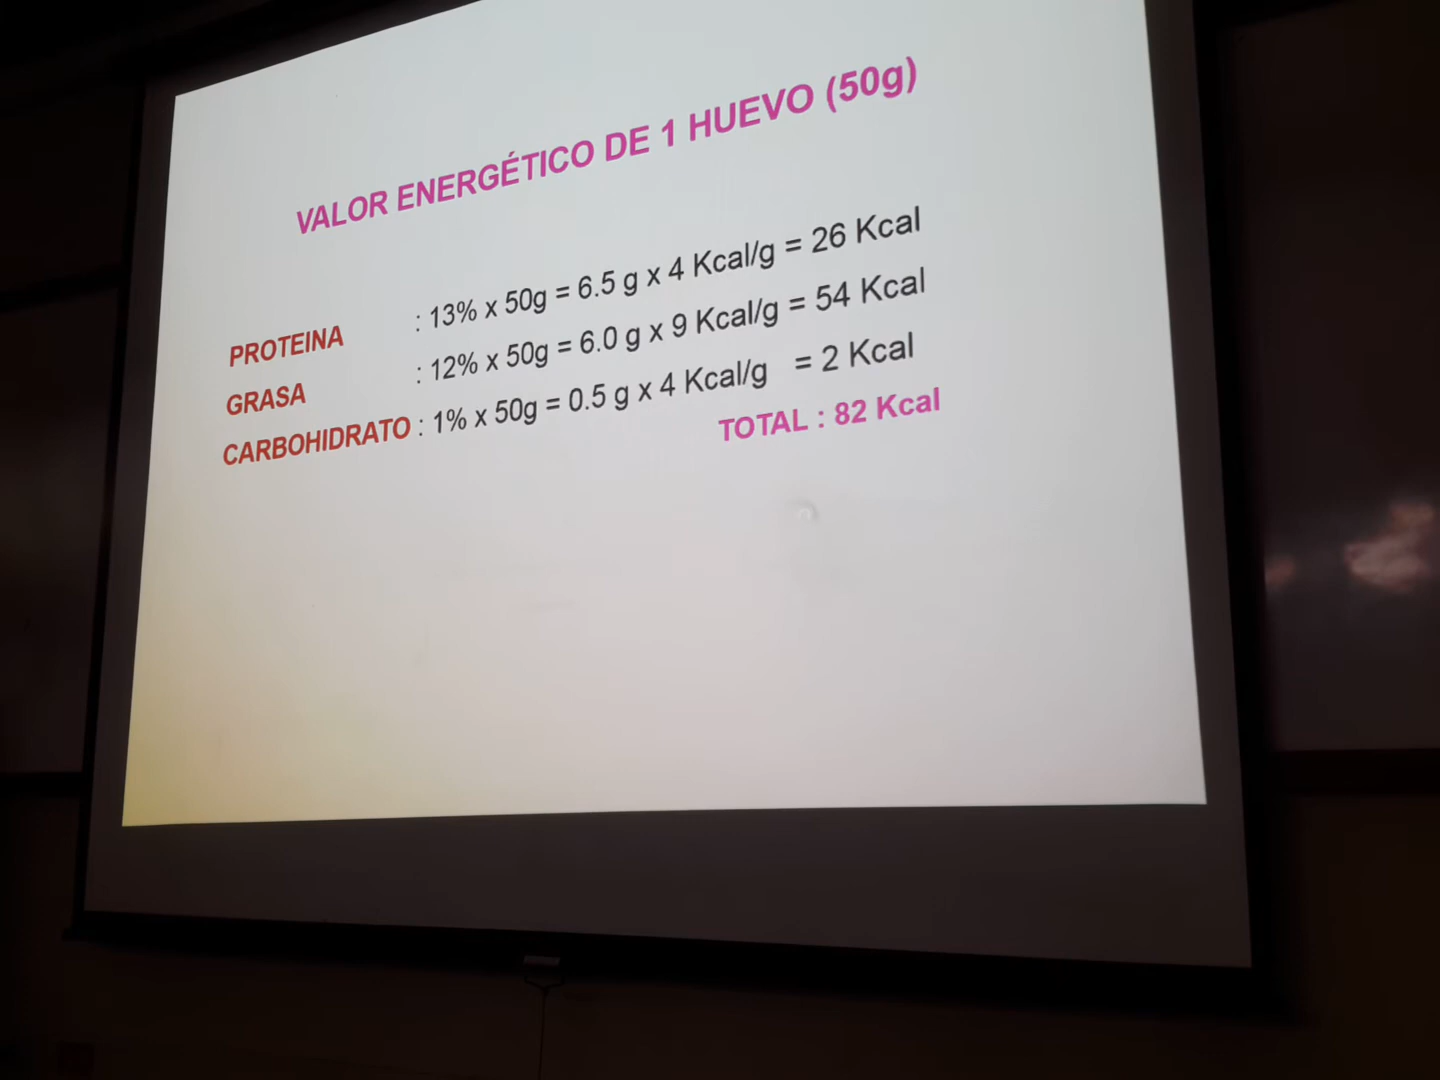 VALOR ENERGÉTICO DE 1 HUEVO (50g)
PROTEINA : 13% x 50g = 6.5 g x 4 Kcal/g = 26 Kcal
GRASA : 12% x 50g = 6.0 g x 9 Kcal/g = 54 Kcal
CARBOHIDRATO : 1% x 50g = 0.5 g x 4 Kcal/g = 2 Kcal
TOTAL : 82 Kcal